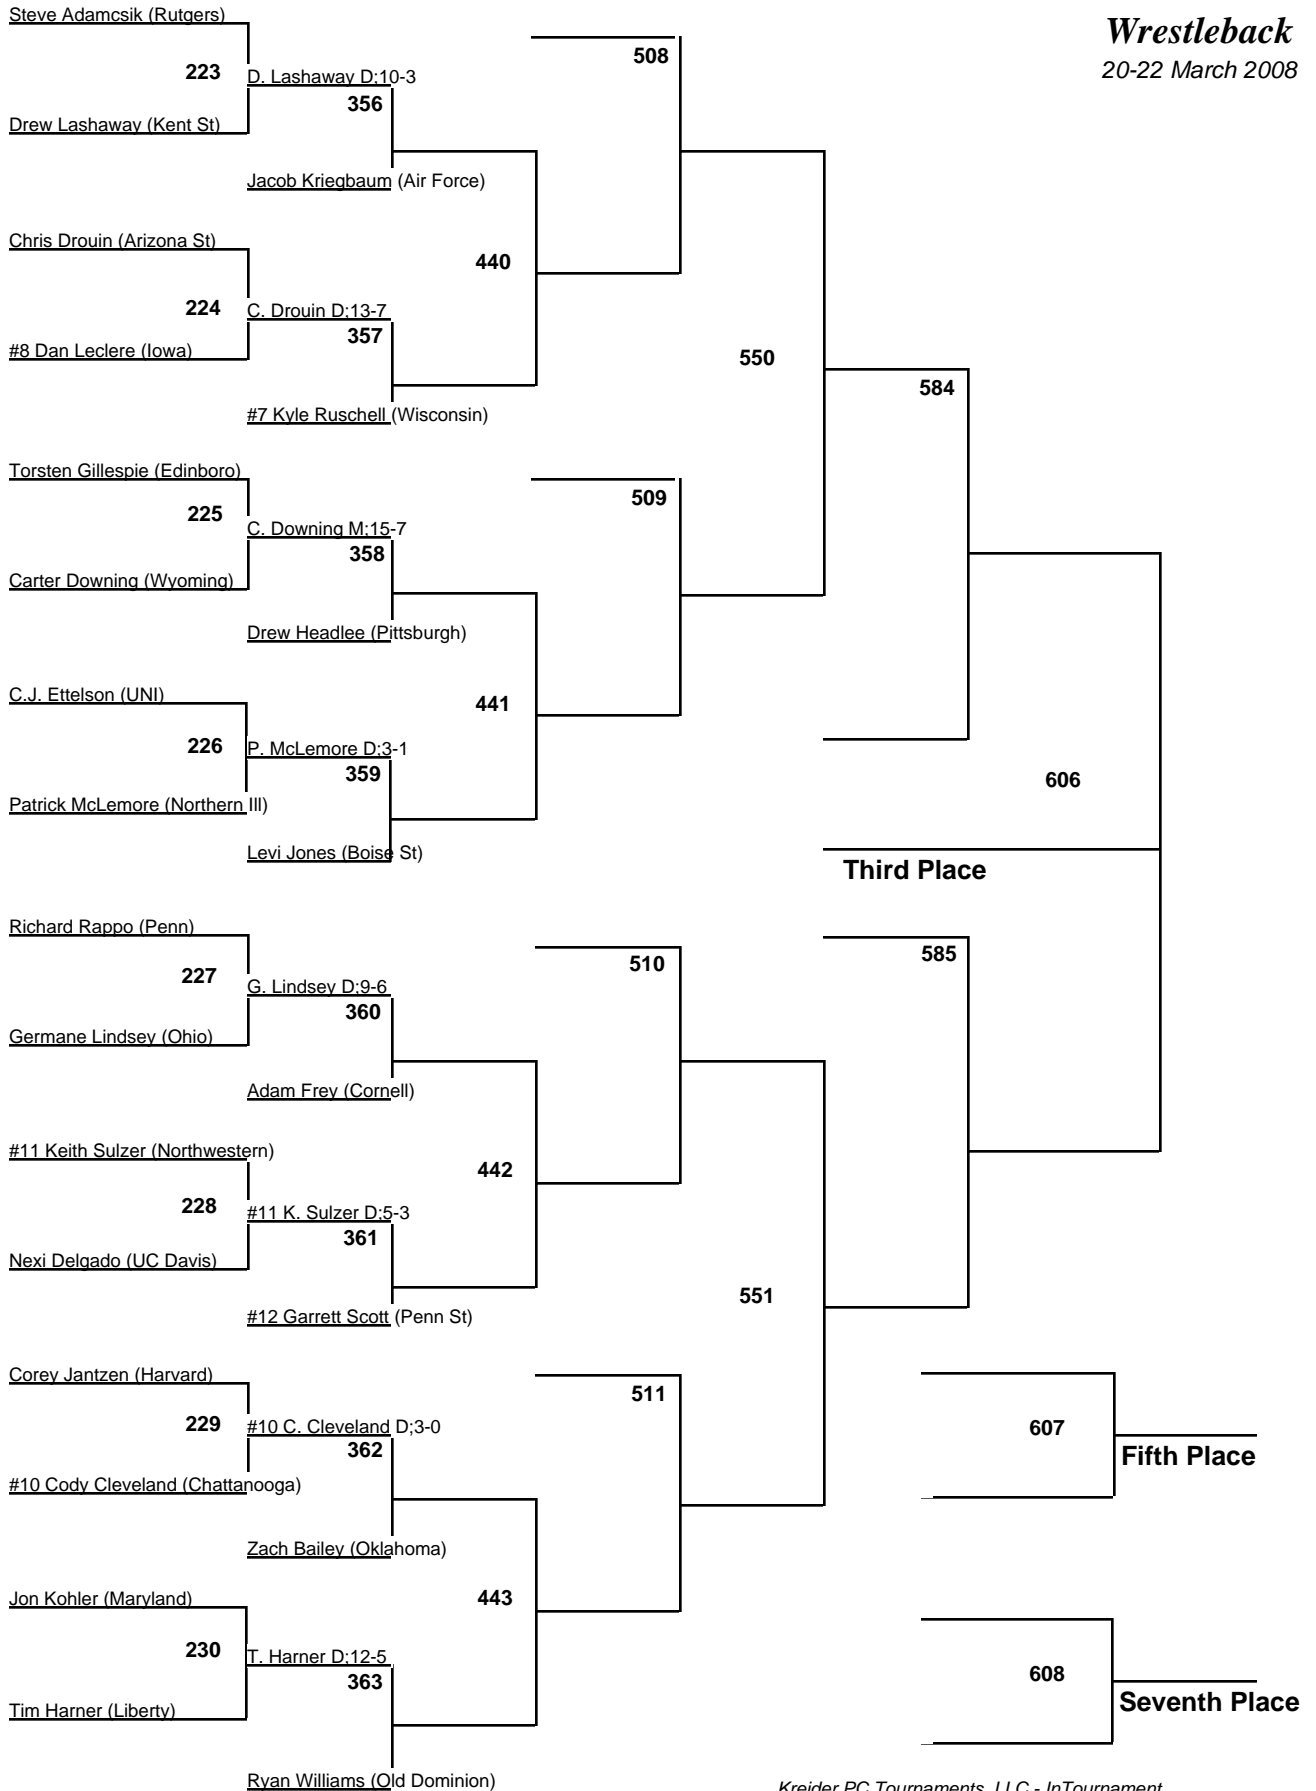 Steve Adamcsik (Rutgers)
Wrestleback
20-22 March 2008
508
223
D. Lashaway D;10-3
356
Drew Lashaway (Kent St)
Jacob Kriegbaum (Air Force)
Chris Drouin (Arizona St)
440
224
C. Drouin D;13-7
357
#8 Dan Leclere (Iowa)
550
584
#7 Kyle Ruschell (Wisconsin)
Torsten Gillespie (Edinboro)
509
225
C. Downing M;15-7
358
Carter Downing (Wyoming)
Drew Headlee (Pittsburgh)
C.J. Ettelson (UNI)
441
226
P. McLemore D;3-1
359
606
Patrick McLemore (Northern Ill)
Levi Jones (Boise St)
Third Place
Richard Rappo (Penn)
585
510
227
G. Lindsey D;9-6
360
Germane Lindsey (Ohio)
Adam Frey (Cornell)
#11 Keith Sulzer (Northwestern)
442
228
#11 K. Sulzer D;5-3
361
Nexi Delgado (UC Davis)
551
#12 Garrett Scott (Penn St)
Corey Jantzen (Harvard)
511
229
#10 C. Cleveland D;3-0
607
362
Fifth Place
#10 Cody Cleveland (Chattanooga)
Zach Bailey (Oklahoma)
Jon Kohler (Maryland)
443
230
T. Harner D;12-5
608
363
Seventh Place
Tim Harner (Liberty)
Ryan Williams (Old Dominion)
Kreider PC Tournaments, LLC - InTournament